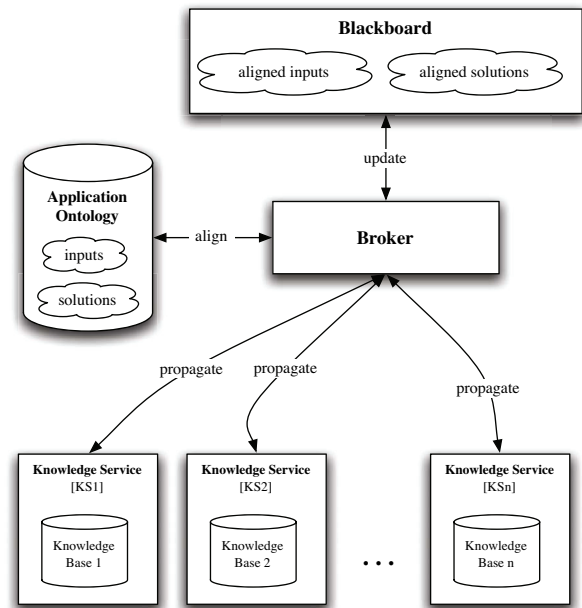 Blackboard
aligned inputs
aligned solutions
update
Application
Ontology
inputs
solutions
align
Broker
propagate
propagate
propagate
Knowledge Service
[KS1]
Knowledge
Base 1
Knowledge Service
[KS2]
Knowledge
Base 2
...
Knowledge Service
[KSn]
Knowledge
Base n